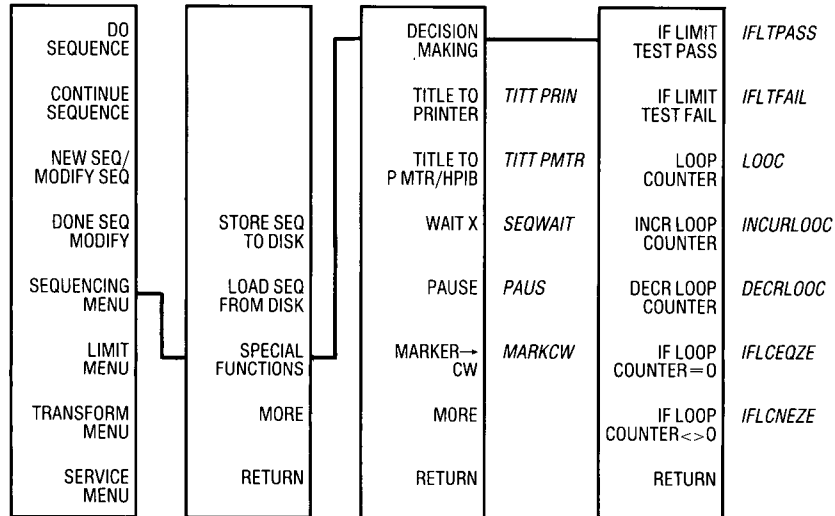 DO
SEQUENCE
CONTINUE
SEQUENCE
NEW SEQ/
MODIFY SEQ
DONE SEQ
MODIFY
SEQUENCING
MENU
LIMIT
MENU
TRANSFORM
MENU
SERVICE
MENU
STORE SEQ
TO DISK
LOAD SEQ
FROM DISK
SPECIAL
FUNCTIONS
MORE
RETURN
DECISION
MAKING
TITLE TO
PRINTER
TITT PRIN
TITLE TO
P MTR/HPIB
TITT PMTR
WAIT X
SEQWAIT
PAUSE
PAUS
MARKER→
CW
MARKCW
MORE
RETURN
IF LIMIT
TEST PASS
IFLTPASS
IF LIMIT
TEST FAIL
IFLTFAIL
LOOP
COUNTER
LOOC
INCR LOOP
COUNTER
INCURLOOC
DECR LOOP
COUNTER
DECRLOOC
IF LOOP
COUNTER=0
IFLCEQZE
IF LOOP
COUNTER<>0
IFLCNEZE
RETURN